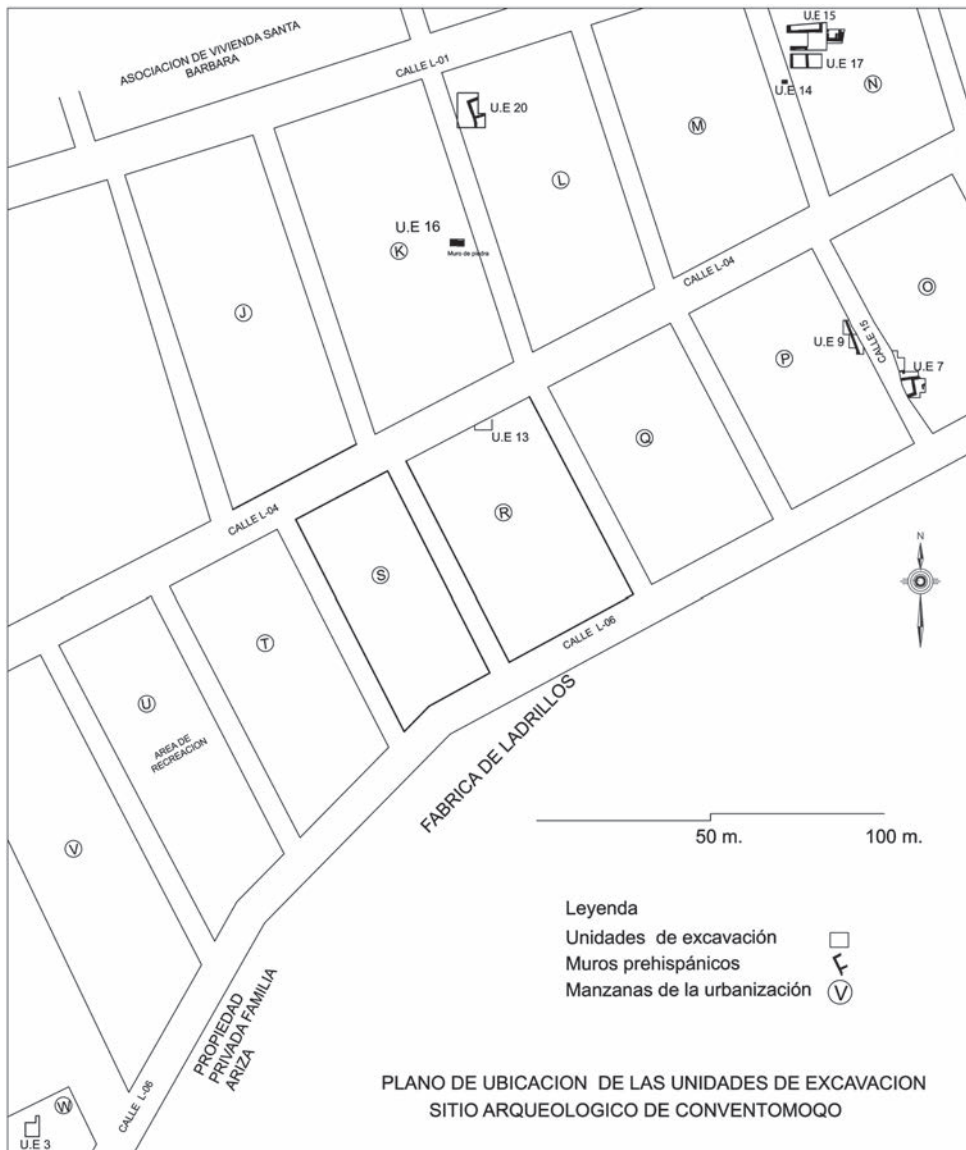 ASOCIACION DE VIVIENDA SANTA
BARBARA
CALLE L-01
U.E 15
U.E 17
U.E 14
N
U.E 20
M
L
U.E 16
K
Muro de piedra
J
CALLE L-04
O
CALLE 15
U.E 9
P
U.E 7
U.E 13
Q
R
CALLE L-04
S
N
T
CALLE L-06
U
AREA DE
RECREACION
FABRICA DE LADRILLOS
V
50 m.
100 m.
Leyenda
Unidades de excavación
Muros prehispánicos
Manzanas de la urbanización V
PROPIEDAD
PRIVADA FAMILIA
ARIZA
CALLE L-06
W
U.E 3
PLANO DE UBICACION DE LAS UNIDADES DE EXCAVACION
SITIO ARQUEOLOGICO DE CONVENTOMOQO